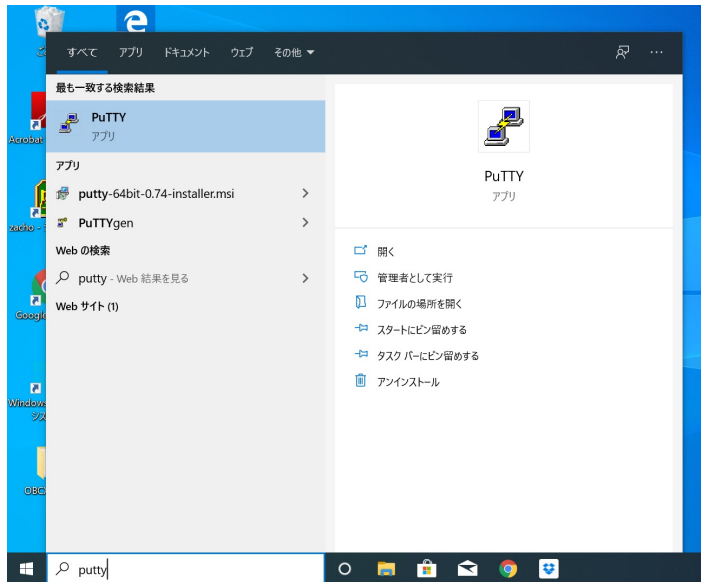 すべて アプリ ドキュメント ウェブ その他
最も一致する検索結果
PuTTY
アプリ
アプリ
putty-64bit-0.74-installer.msi
PuTTYgen
Web の検索
putty - Web 結果を見る
Web サイト (1)
PuTTY
アプリ
開く
管理者として実行
ファイルの場所を開く
スタートにピン留めする
タスク バーにピン留めする
アンインストール
Acrobat
zacho -
Google
Windows
OBC
putty